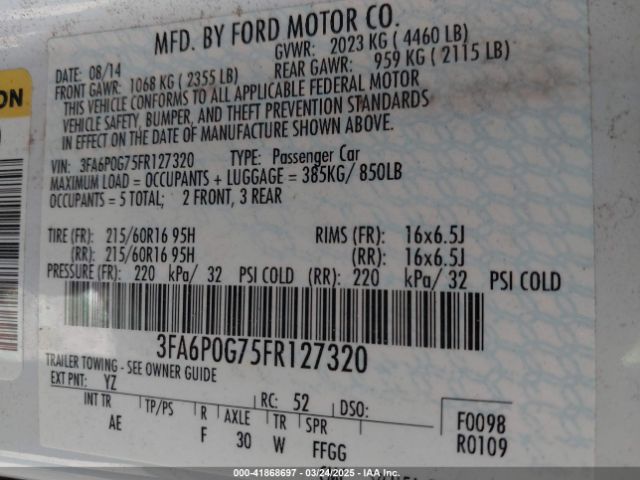 MFD. BY FORD MOTOR CO.
DATE: 08/14 GVWR: 2023 KG ( 4460 LB)
FRONT GAWR: 1068 KG ( 2355 LB) REAR GAWR: 959 KG ( 2115 LB)
THIS VEHICLE CONFORMS TO ALL APPLICABLE FEDERAL MOTOR
VEHICLE SAFETY, BUMPER, AND THEFT PREVENTION STANDARDS
IN EFFECT ON THE DATE OF MANUFACTURE SHOWN ABOVE.
VIN: 3FA6P0G75FR127320 TYPE: Passenger Car
MAXIMUM LOAD = OCCUPANTS + LUGGAGE = 385KG/ 850LB
OCCUPANTS = 5 TOTAL; 2 FRONT, 3 REAR
TIRE (FR): 215/60R16 95H RIMS (FR): 16x6.5J
(RR): 215/60R16 95H (RR): 16x6.5J
PRESSURE (FR): 220 kPa/ 32 PSI COLD (RR): 220 kPa/ 32 PSI COLD
3FA6P0G75FR127320
TRAILER TOWING - SEE OWNER GUIDE
EXT PNT: YZ RC: 52 DSO:
INT TR TP/PS R AXLE TR SPR
AE F 30 W FFGG
F0098
R0109
000-41868697 - 03/24/2025 - IAA Inc.